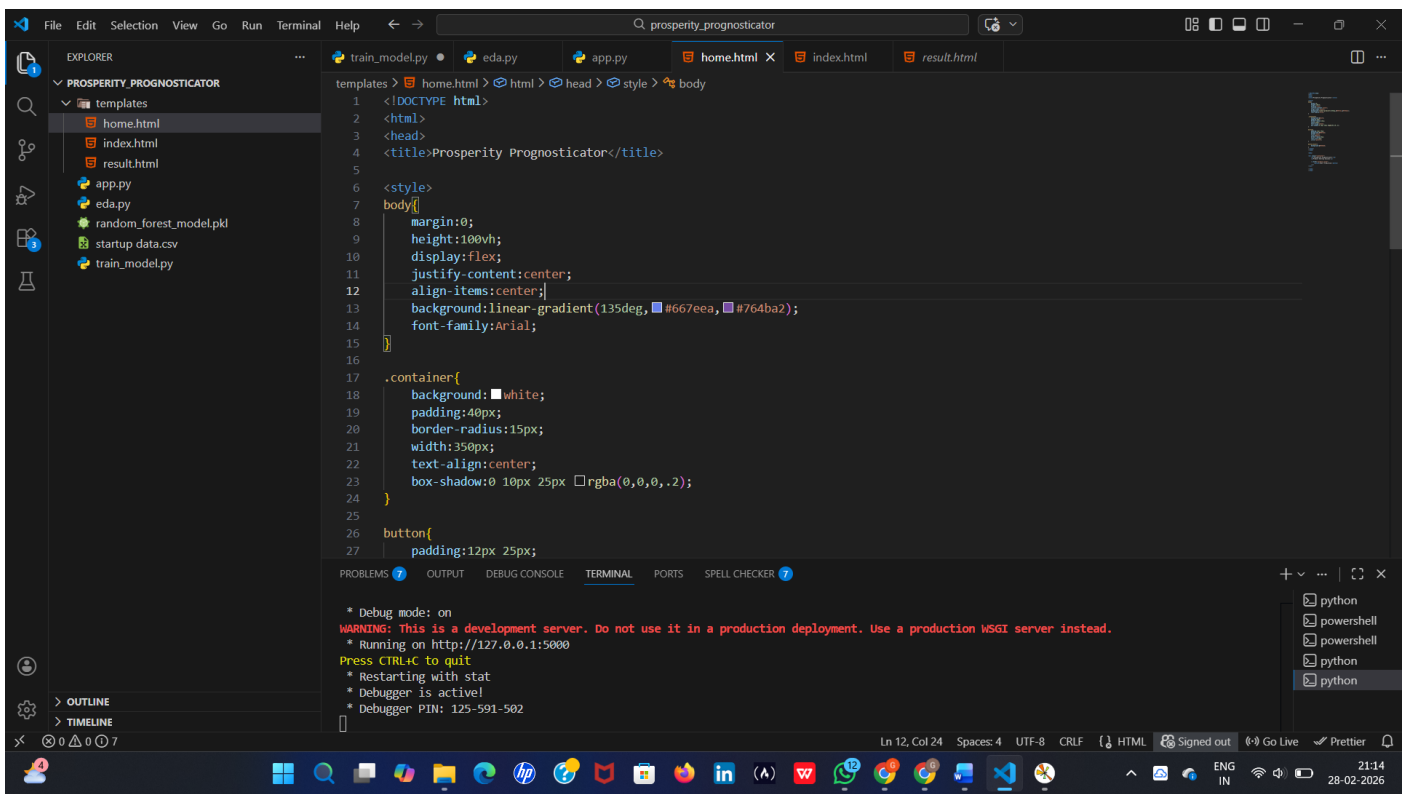 File Edit Selection View Go Run Terminal Help
prosperity_prognosticator
EXPLORER
PROSPERITY_PROGNOSTICATOR
templates
home.html
index.html
result.html
app.py
eda.py
random_forest_model.pkl
startup data.csv
train_model.py
OUTLINE
TIMELINE
1
3
train_model.py
eda.py
app.py
home.html
index.html
result.html
templates > home.html > html > head > style > body
1 <!DOCTYPE html>
2 <html>
3 <head>
4 <title>Prosperity Prognosticator</title>
5
6 <style>
7 body{
8 margin:0;
9 height:100vh;
10 display:flex;
11 justify-content:center;
12 align-items:center;
13 background:linear-gradient(135deg,#667eea,#764ba2);
14 font-family:Arial;
15 }
16
17 .container{
18 background:white;
19 padding:40px;
20 border-radius:15px;
21 width:350px;
22 text-align:center;
23 box-shadow:0 10px 25px rgba(0,0,0,.2);
24 }
25
26 button{
27 padding:12px 25px;
PROBLEMS 7 OUTPUT DEBUG CONSOLE TERMINAL PORTS SPELL CHECKER 7
* Debug mode: on
WARNING: This is a development server. Do not use it in a production deployment. Use a production WSGI server instead.
* Running on http://127.0.0.1:5000
Press CTRL+C to quit
* Restarting with stat
* Debugger is active!
* Debugger PIN: 125-591-502
python
powershell
powershell
python
python
0 0 7
Ln 12, Col 24 Spaces: 4 UTF-8 CRLF {} HTML Signed out Go Live Prettier
4
hp
in
W
12
G
G
ENG
IN
21:14
28-02-2026